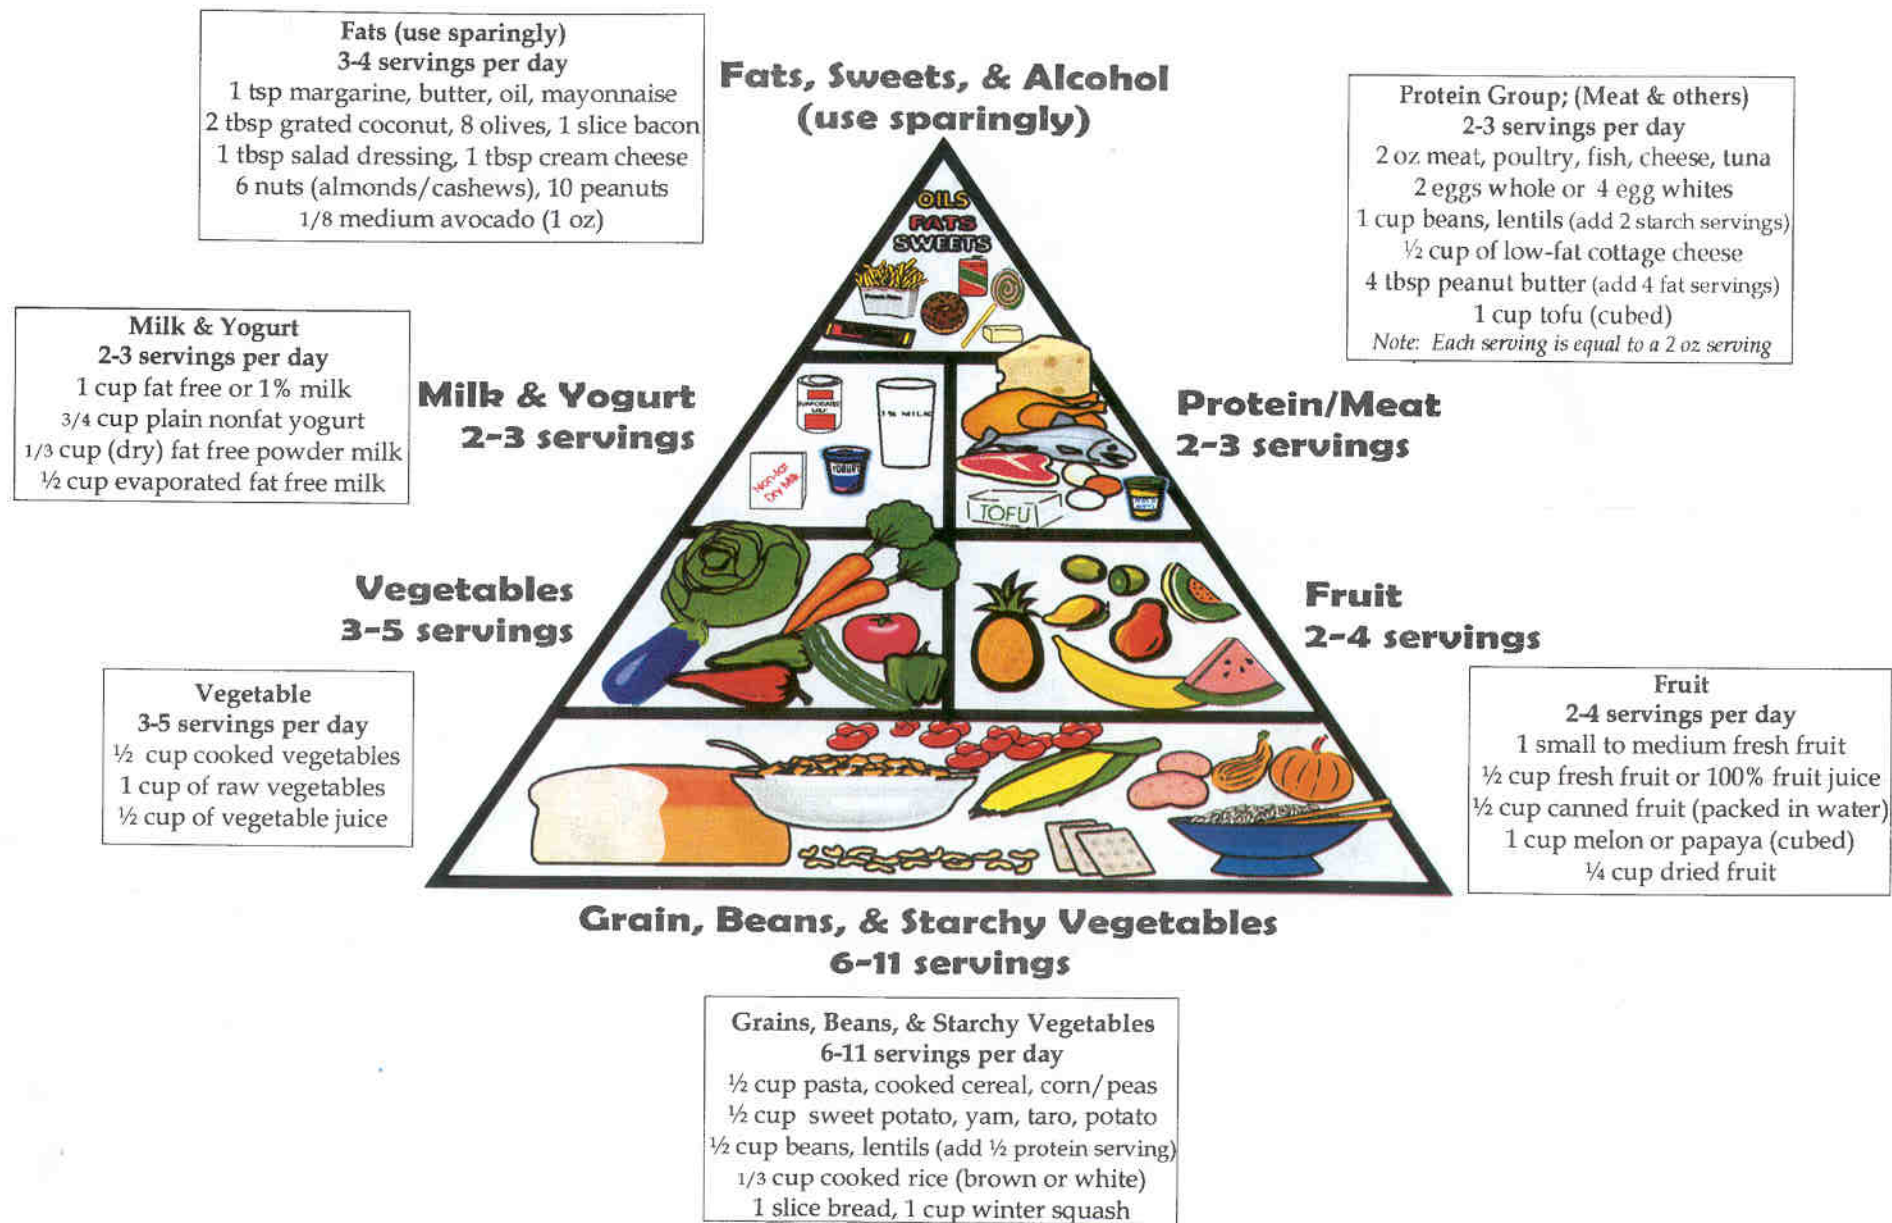 Fats (use sparingly)
3-4 servings per day
1 tsp margarine, butter, oil, mayonnaise
2 tbsp grated coconut, 8 olives, 1 slice bacon
1 tbsp salad dressing, 1 tbsp cream cheese
6 nuts (almonds/cashews), 10 peanuts
1/8 medium avocado (1 oz)
Fats, Sweets, & Alcohol
(use sparingly)
Protein Group; (Meat & others)
2-3 servings per day
2 oz meat, poultry, fish, cheese, tuna
2 eggs whole or 4 egg whites
1 cup beans, lentils (add 2 starch servings)
½ cup of low-fat cottage cheese
4 tbsp peanut butter (add 4 fat servings)
1 cup tofu (cubed)
Note: Each serving is equal to a 2 oz serving
OILS
FATS
SWEETS
Milk & Yogurt
2-3 servings per day
1 cup fat free or 1% milk
3/4 cup plain nonfat yogurt
1/3 cup (dry) fat free powder milk
½ cup evaporated fat free milk
Milk & Yogurt
2-3 servings
EVAPORATED
MILK
1% MILK
YOGURT
Non-fat
Dry Milk
TOFU
Protein/Meat
2-3 servings
Vegetables
3-5 servings
Fruit
2-4 servings
Vegetable
3-5 servings per day
½ cup cooked vegetables
1 cup of raw vegetables
½ cup of vegetable juice
Fruit
2-4 servings per day
1 small to medium fresh fruit
½ cup fresh fruit or 100% fruit juice
½ cup canned fruit (packed in water)
1 cup melon or papaya (cubed)
¼ cup dried fruit
Grain, Beans, & Starchy Vegetables
6-11 servings
Grains, Beans, & Starchy Vegetables
6-11 servings per day
½ cup pasta, cooked cereal, corn/peas
½ cup sweet potato, yam, taro, potato
½ cup beans, lentils (add ½ protein serving)
1/3 cup cooked rice (brown or white)
1 slice bread, 1 cup winter squash